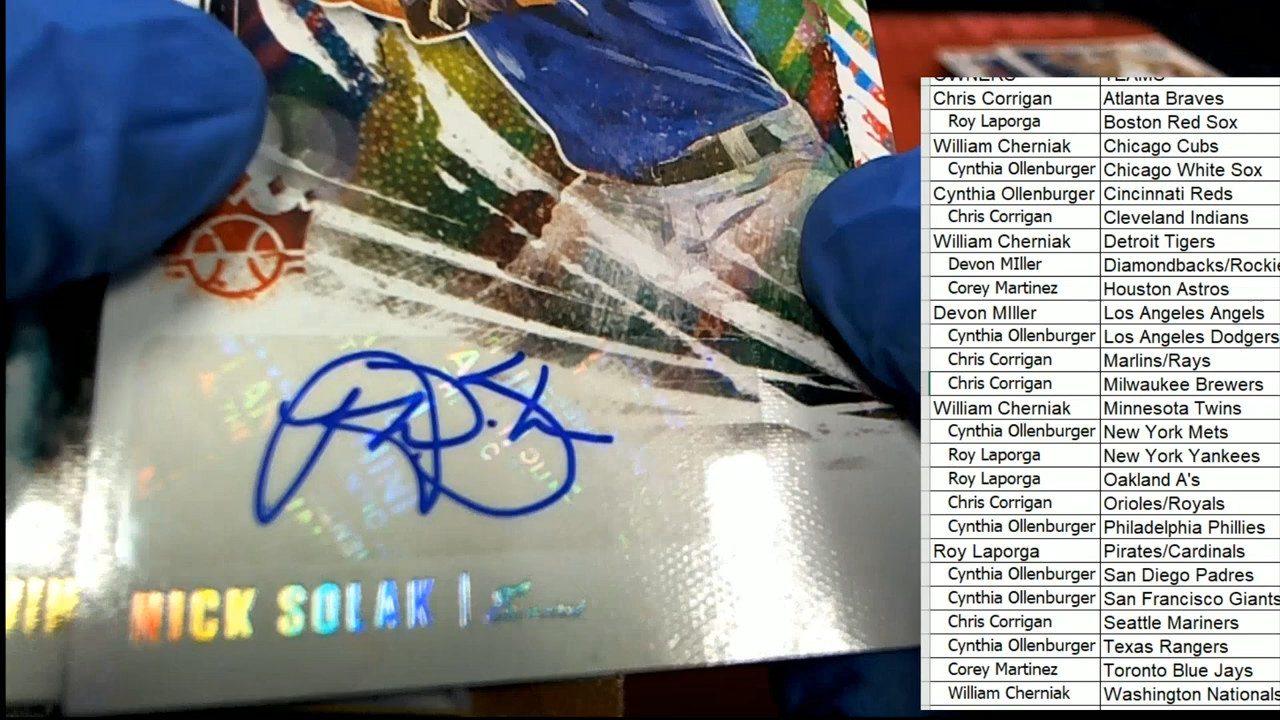 NICK SOLAK |
OWNERS TEAMS
Chris Corrigan Atlanta Braves
Roy Laporga Boston Red Sox
William Cherniak Chicago Cubs
Cynthia Ollenburger Chicago White Sox
Cynthia Ollenburger Cincinnati Reds
Chris Corrigan Cleveland Indians
William Cherniak Detroit Tigers
Devon MIller Diamondbacks/Rockie
Corey Martinez Houston Astros
Devon MIller Los Angeles Angels
Cynthia Ollenburger Los Angeles Dodgers
Chris Corrigan Marlins/Rays
Chris Corrigan Milwaukee Brewers
William Cherniak Minnesota Twins
Cynthia Ollenburger New York Mets
Roy Laporga New York Yankees
Roy Laporga Oakland A's
Chris Corrigan Orioles/Royals
Cynthia Ollenburger Philadelphia Phillies
Roy Laporga Pirates/Cardinals
Cynthia Ollenburger San Diego Padres
Cynthia Ollenburger San Francisco Giants
Chris Corrigan Seattle Mariners
Cynthia Ollenburger Texas Rangers
Corey Martinez Toronto Blue Jays
William Cherniak Washington Nationals